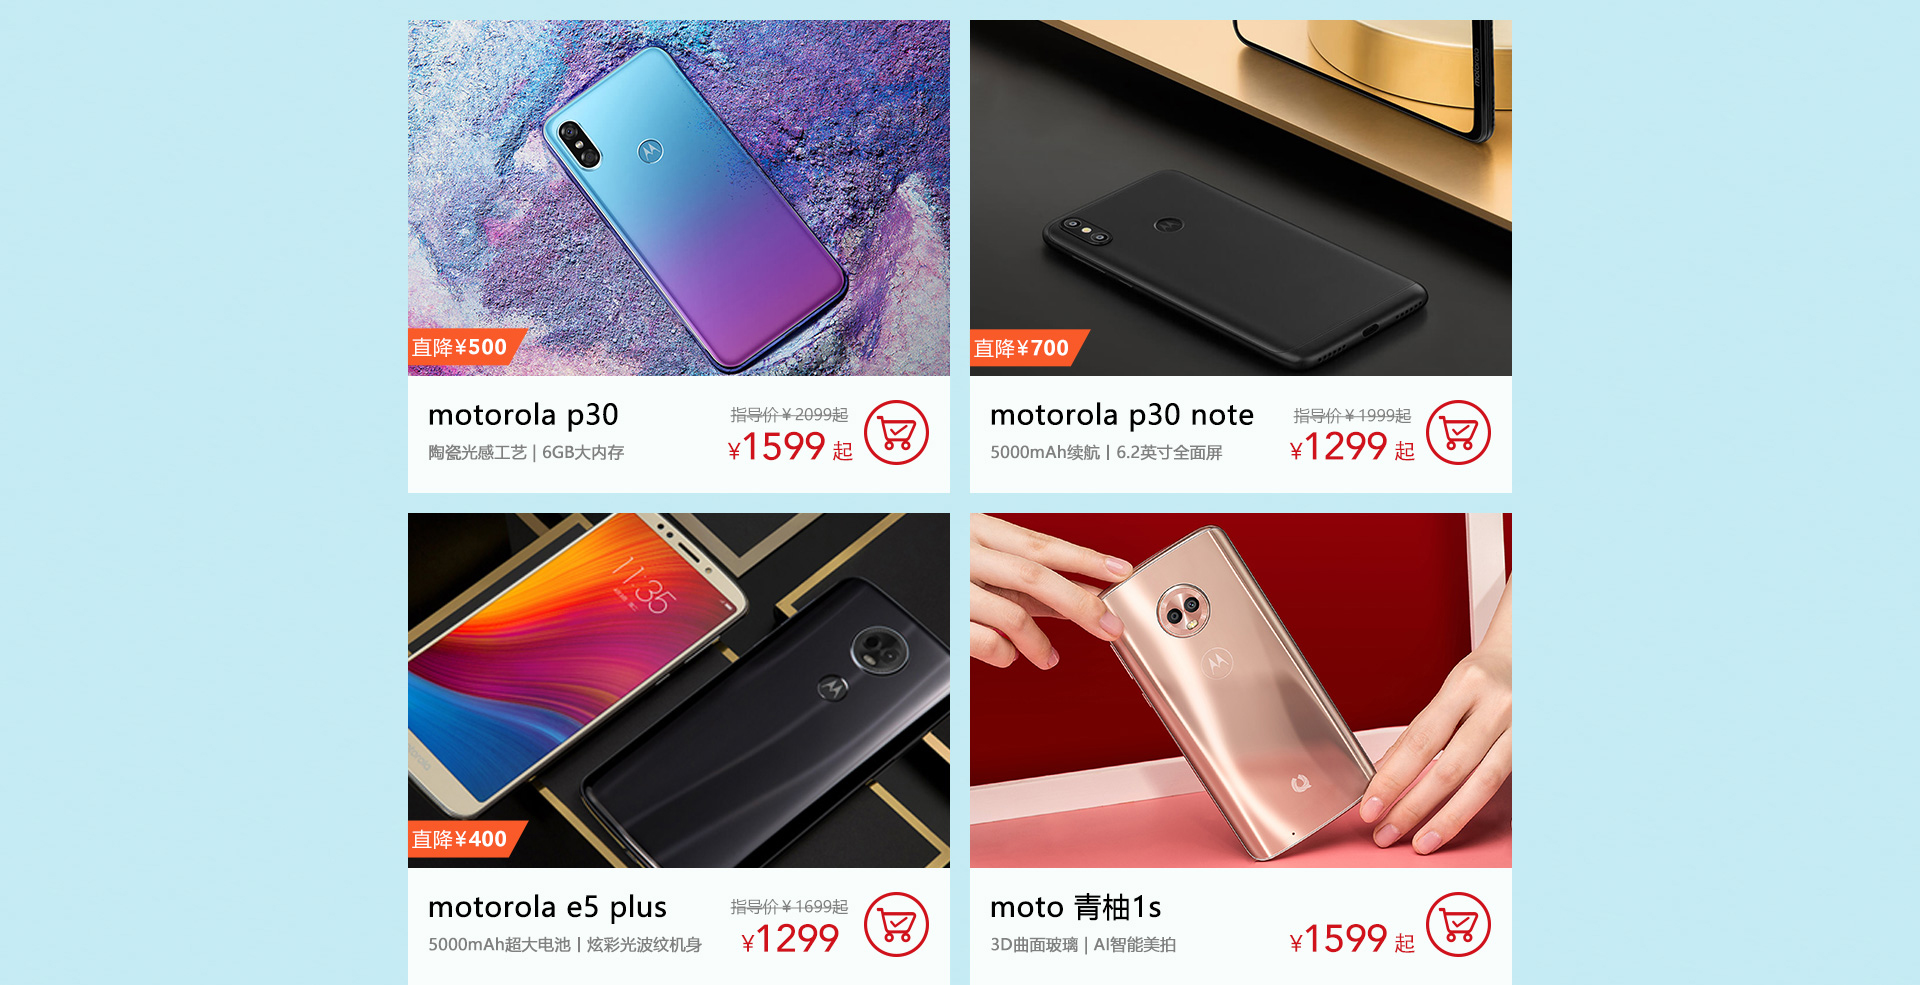 motorola
直降¥500
直降¥700
motorola p30
指导价¥2099起
¥1599 起
陶瓷光感工艺 | 6GB大内存
motorola p30 note
指导价¥1999起
¥1299 起
5000mAh续航 | 6.2英寸全面屏
11:35
直降¥400
motorola e5 plus
指导价¥1699起
¥1299
5000mAh超大电池 | 炫彩光波纹机身
moto 青柚1s
¥1599 起
3D曲面玻璃 | AI智能美拍